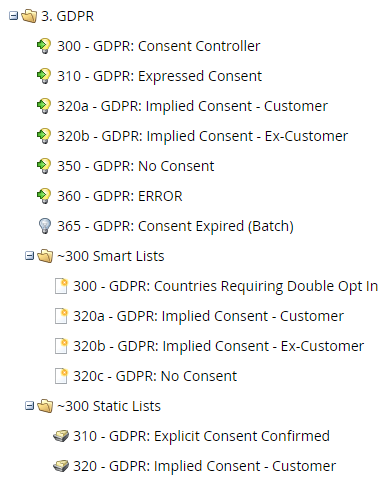 3. GDPR
300 - GDPR: Consent Controller
310 - GDPR: Expressed Consent
320a - GDPR: Implied Consent - Customer
320b - GDPR: Implied Consent - Ex-Customer
350 - GDPR: No Consent
360 - GDPR: ERROR
365 - GDPR: Consent Expired (Batch)
~300 Smart Lists
300 - GDPR: Countries Requiring Double Opt In
320a - GDPR: Implied Consent - Customer
320b - GDPR: Implied Consent - Ex-Customer
320c - GDPR: No Consent
~300 Static Lists
310 - GDPR: Explicit Consent Confirmed
320 - GDPR: Implied Consent - Customer